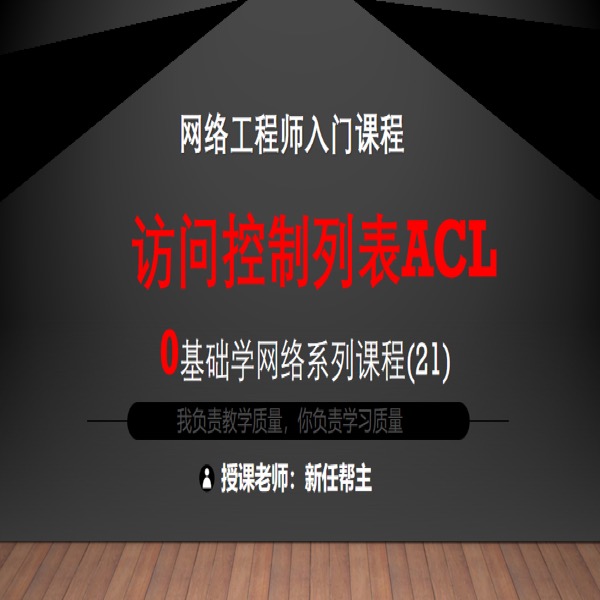 网络工程师入门课程
访问控制列表ACL
0基础学网络系列课程(21)
我负责教学质量，你负责学习质量
授课老师：新任帮主